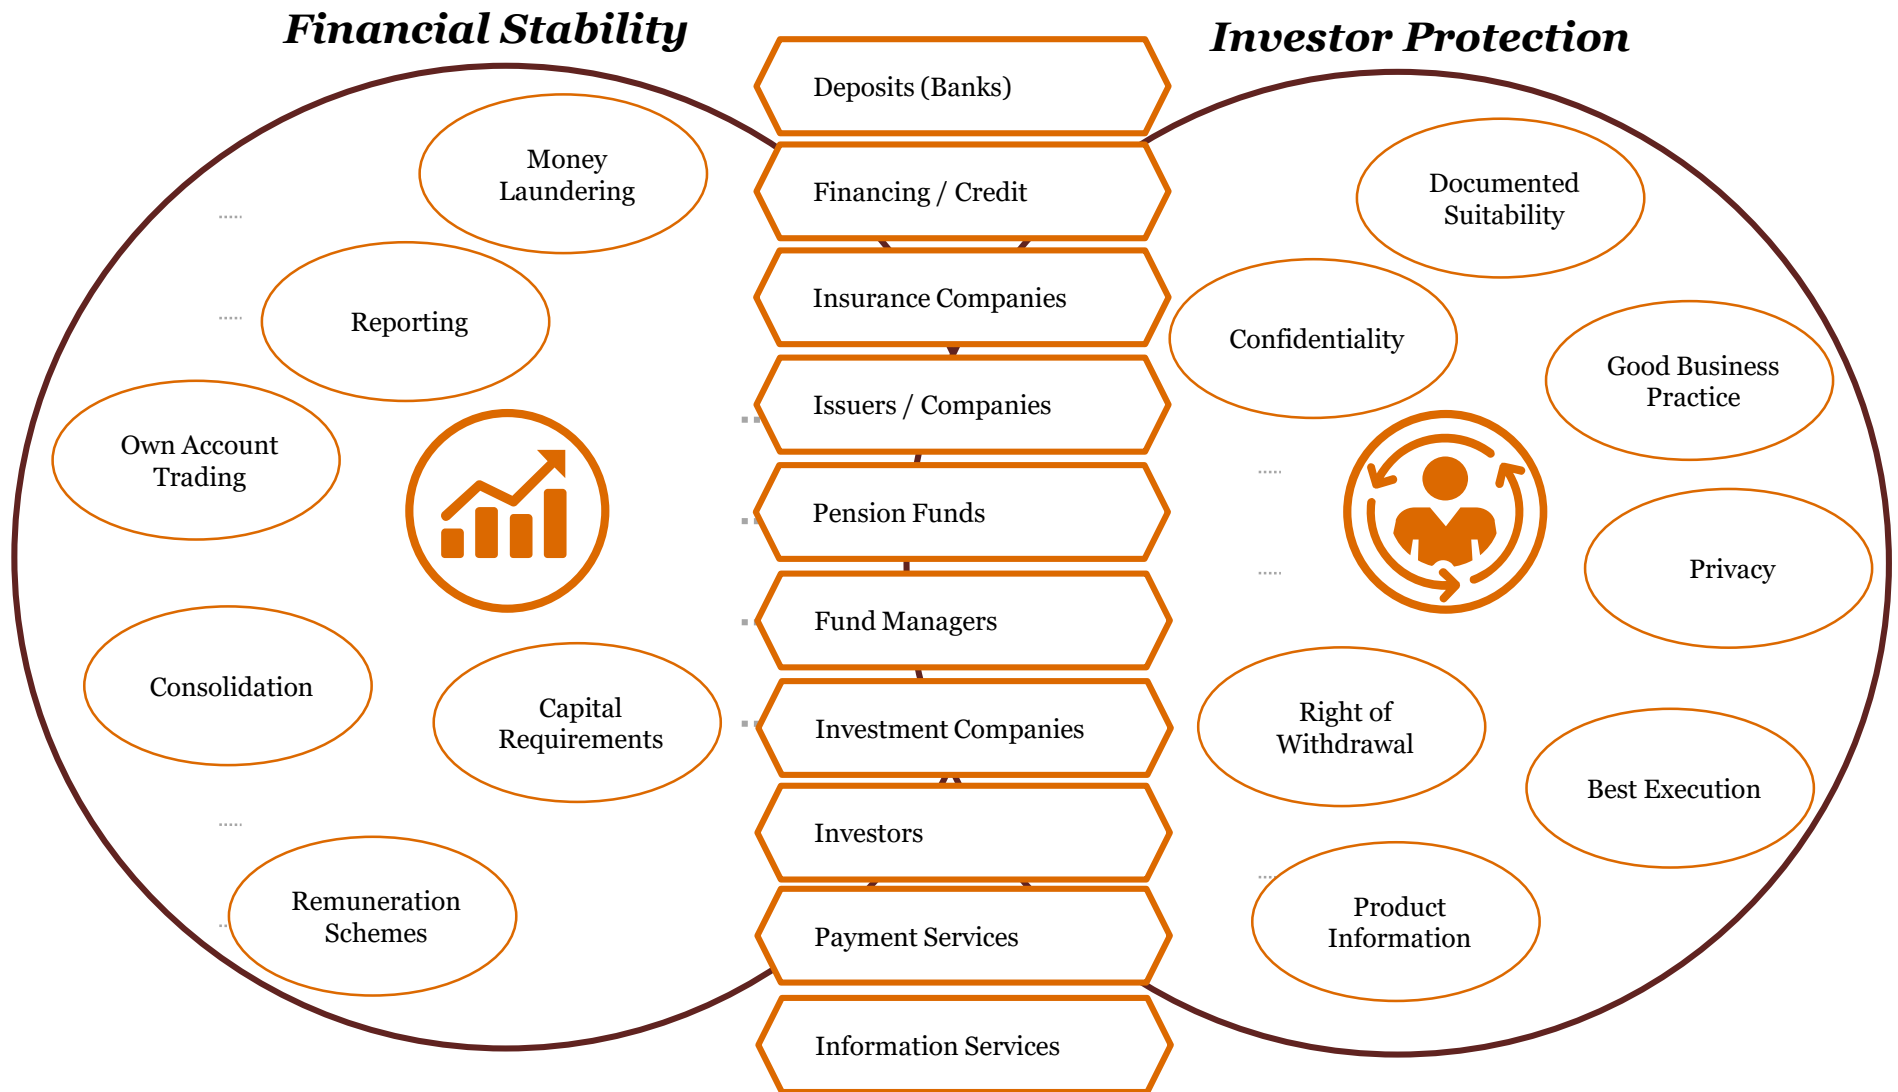 Financial Stability
Investor Protection
Money
Laundering
Reporting
Own Account
Trading
Consolidation
Capital
Requirements
Remuneration
Schemes
Deposits (Banks)
Financing / Credit
Insurance Companies
Issuers / Companies
Pension Funds
Fund Managers
Investment Companies
Investors
Payment Services
Information Services
Documented
Suitability
Confidentiality
Good Business
Practice
Privacy
Right of
Withdrawal
Best Execution
Product
Information